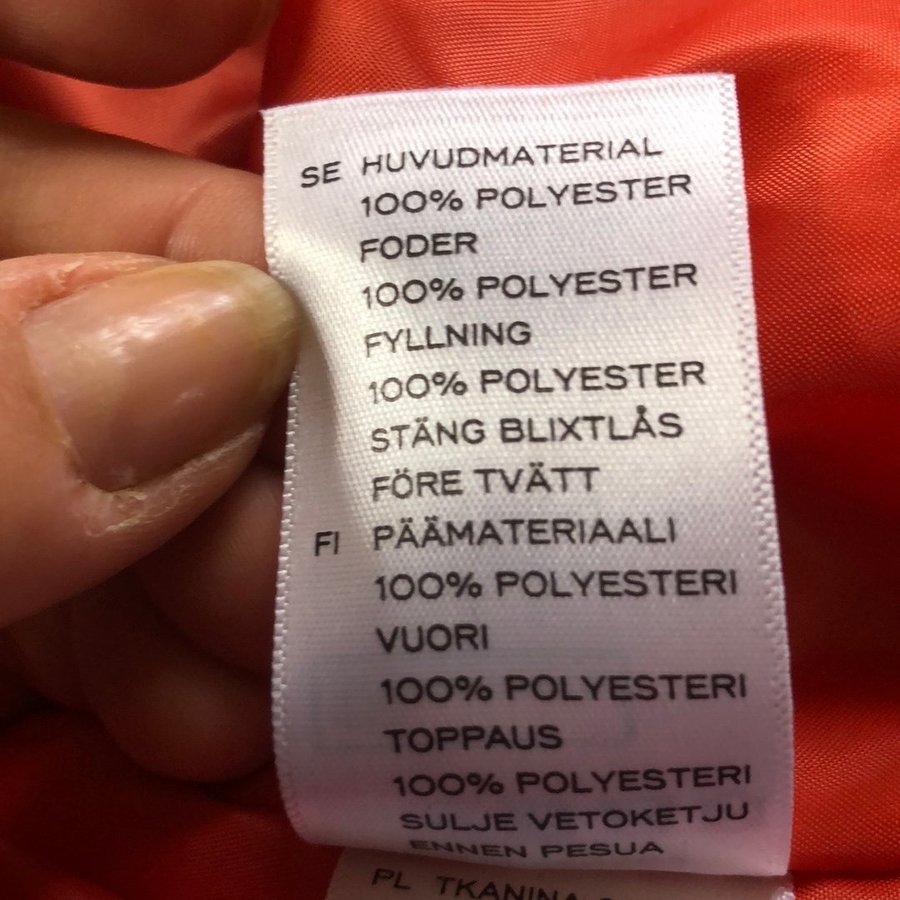 SE HUVUDMATERIAL
100% POLYESTER
FODER
100% POLYESTER
FYLLNING
100% POLYESTER
STÄNG BLIXTLÅS
FÖRE TVÄTT
FI PÄÄMATERIAALI
100% POLYESTERI
VUORI
100% POLYESTERI
TOPPAUS
100% POLYESTERI
SULJE VETOKETJU
ENNEN PESUA
PL TKANINA